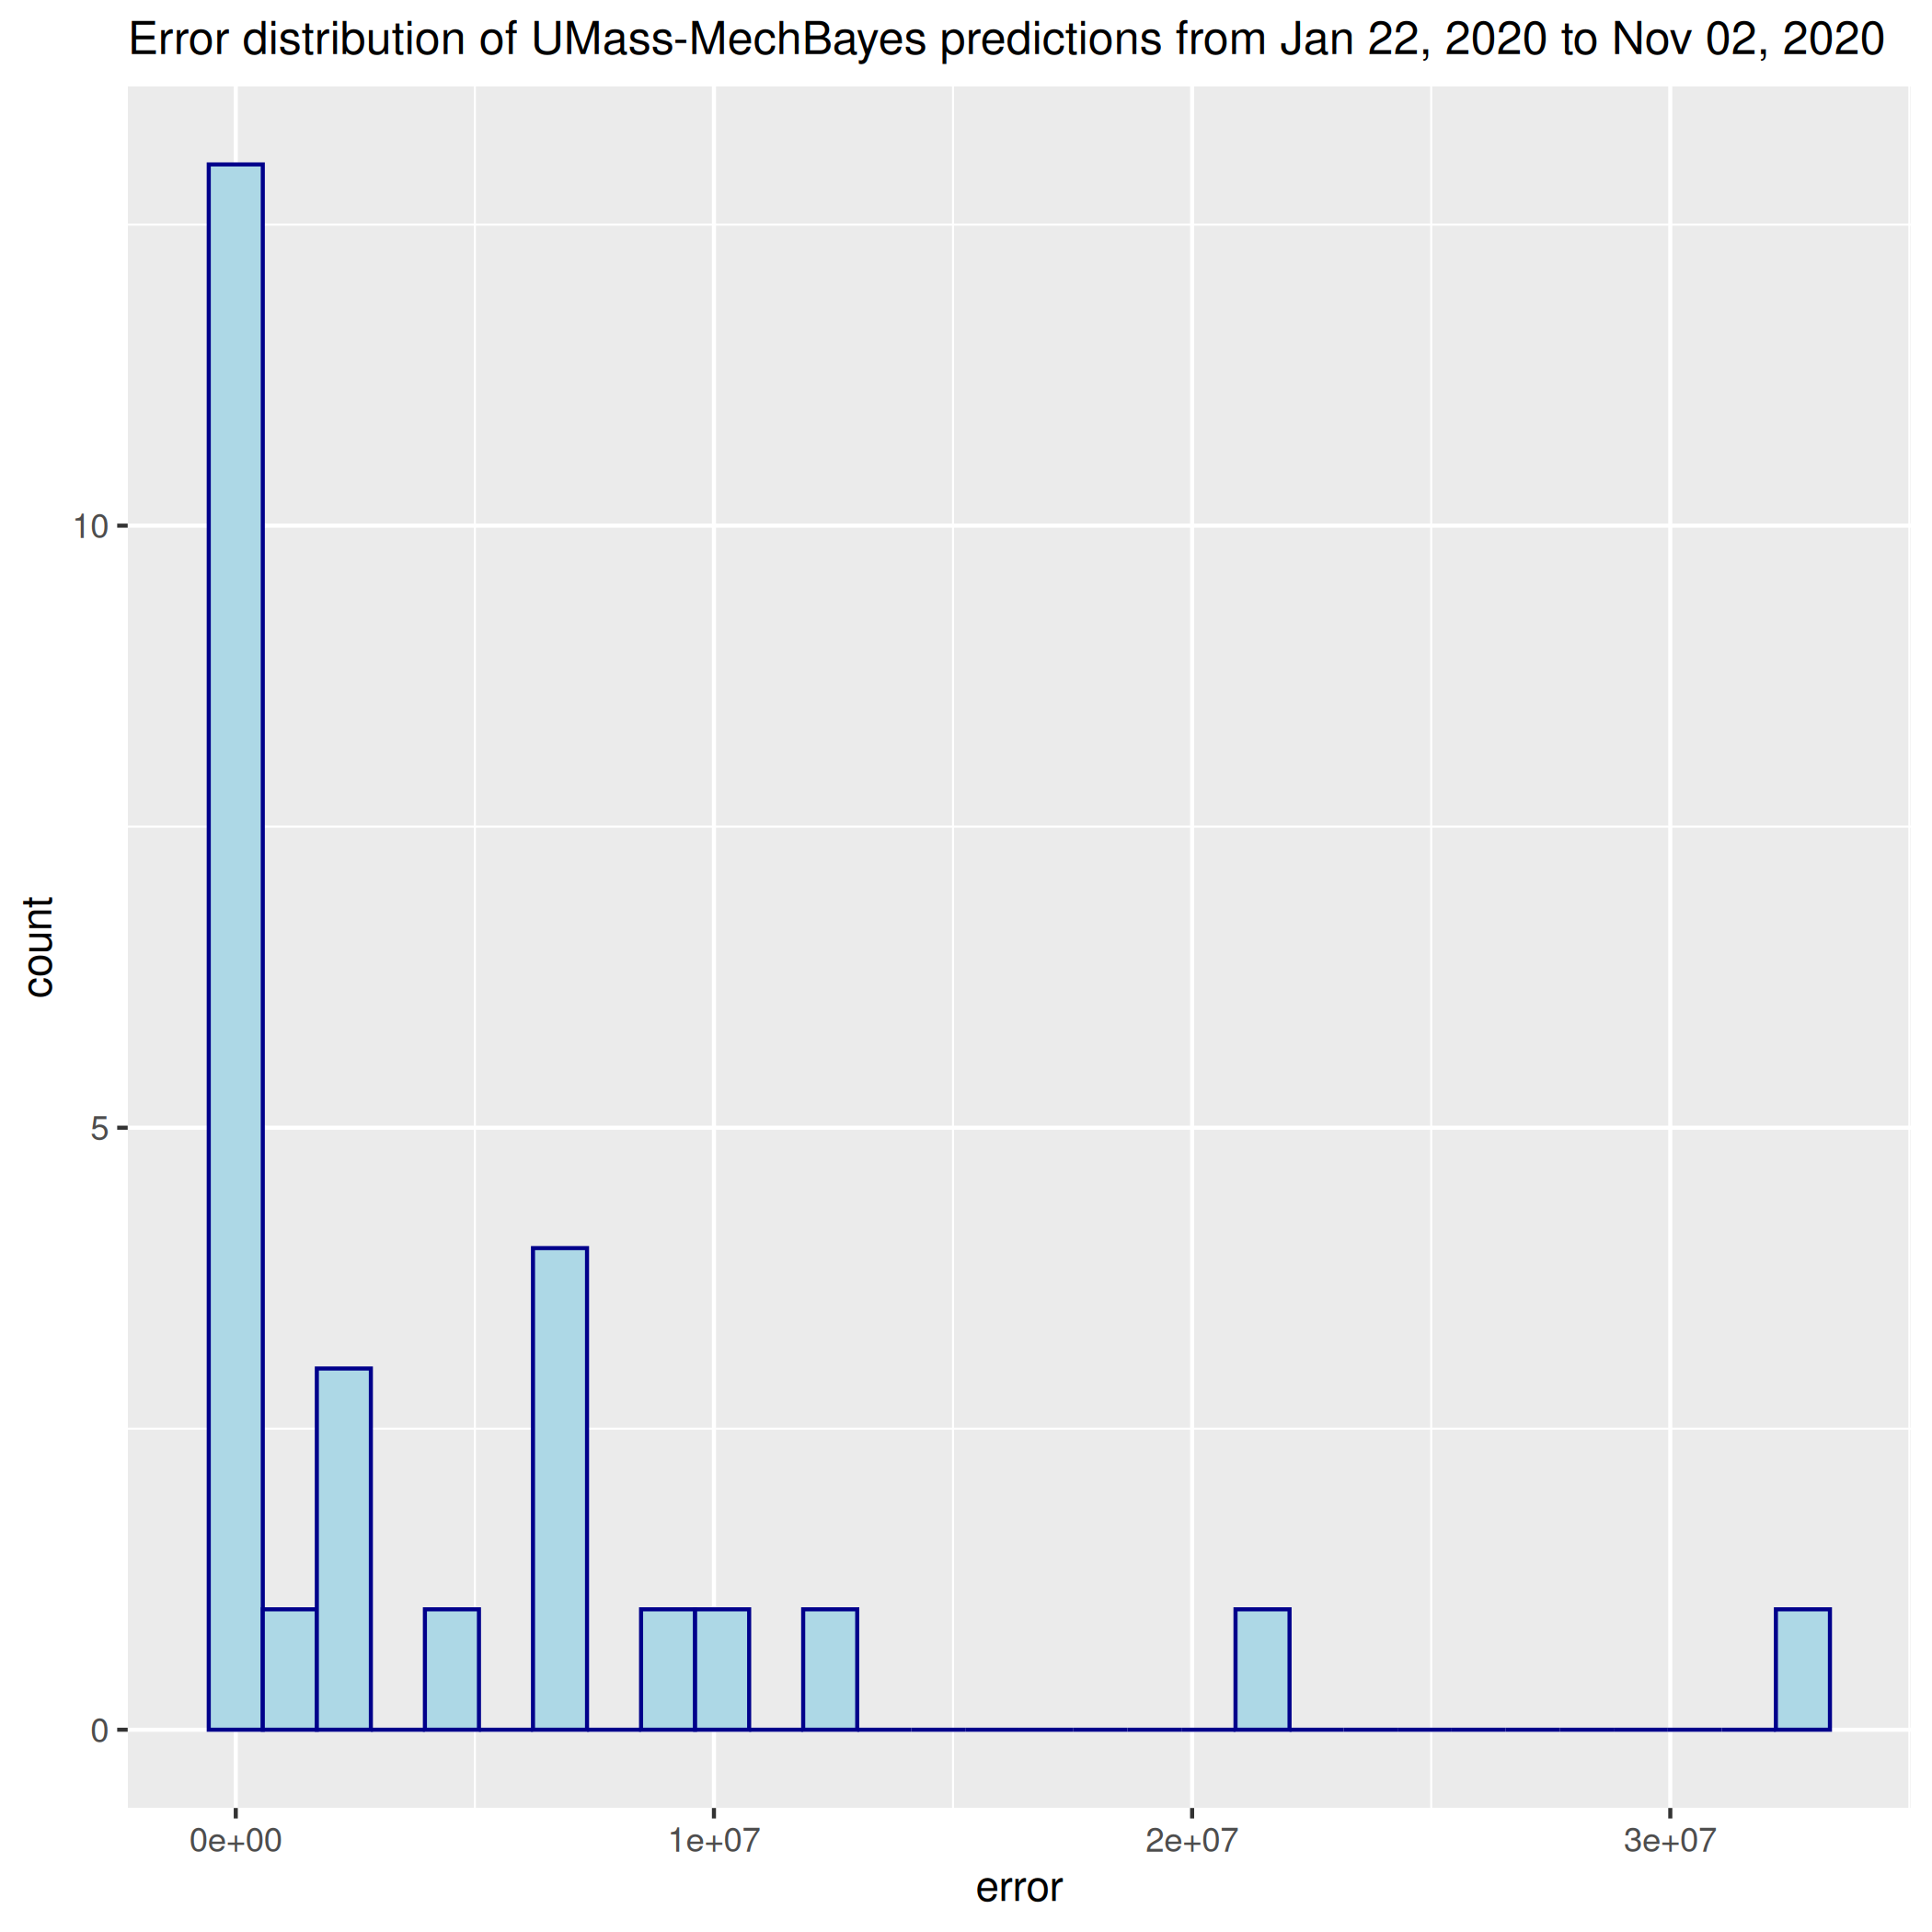 Error distribution of UMass-MechBayes predictions from Jan 22, 2020 to Nov 02, 2020
10
5
0
count
0e+00 1e+07 2e+07 3e+07
error